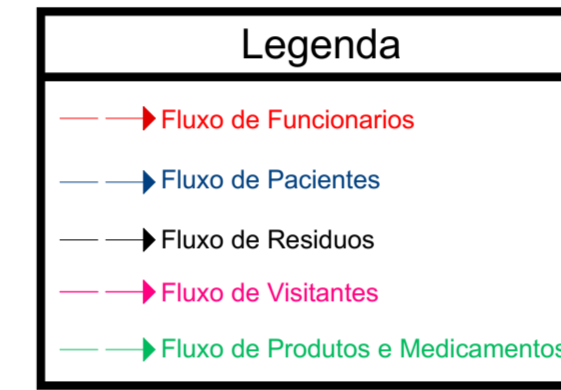 Legenda
Fluxo de Funcionarios
Fluxo de Pacientes
Fluxo de Residuos
Fluxo de Visitantes
Fluxo de Produtos e Medicamentos